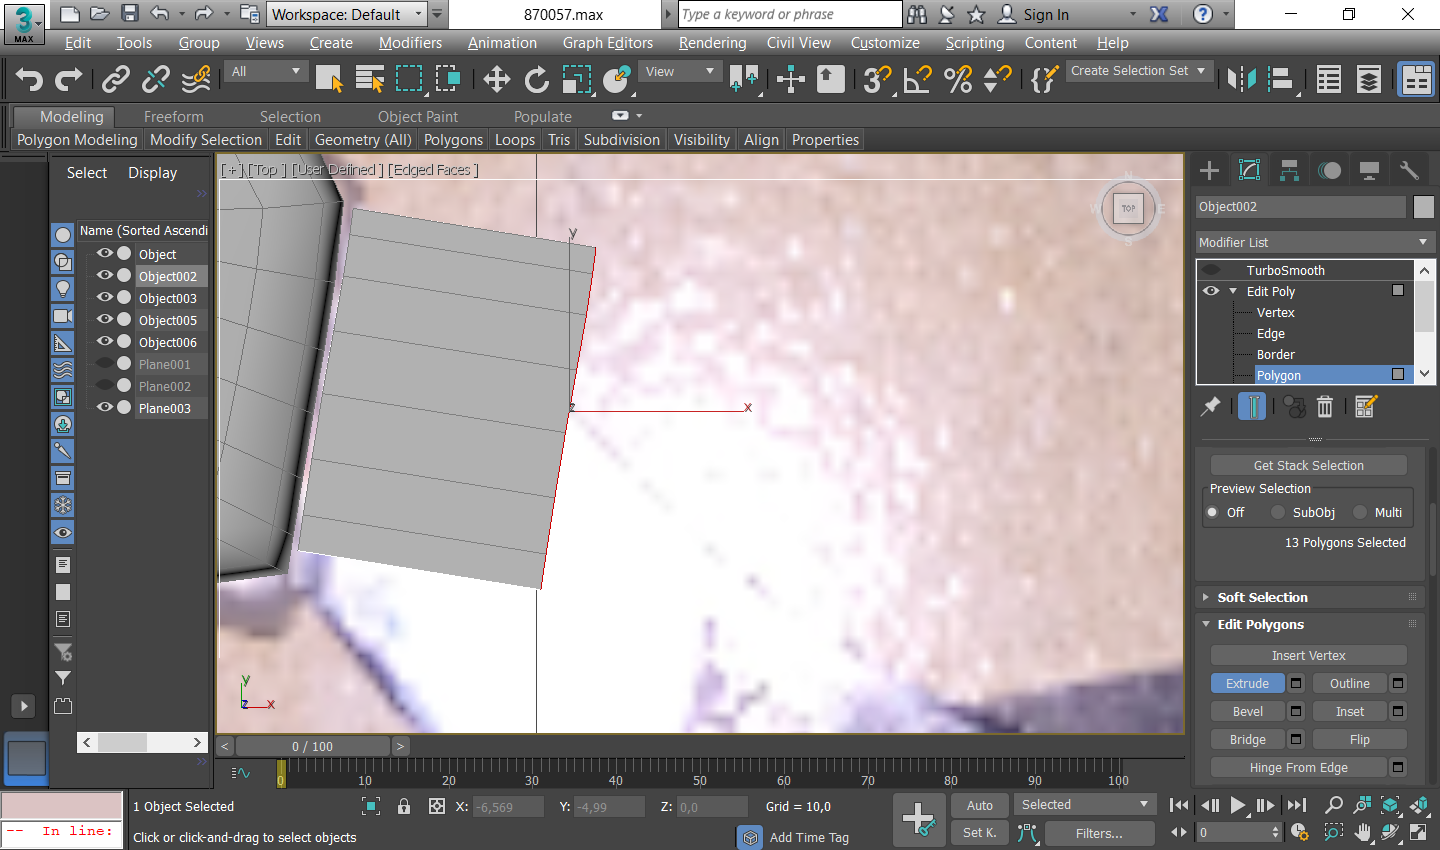 3
MAX
Workspace: Default
870057.max
Type a keyword or phrase
Sign In
Edit Tools Group Views Create Modifiers Animation Graph Editors Rendering Civil View Customize Scripting Content Help
All
View
3
Create Selection Set
Modeling Freeform Selection Object Paint Populate
Polygon Modeling Modify Selection Edit Geometry (All) Polygons Loops Tris Subdivision Visibility Align Properties
Select Display
Name (Sorted Ascendi
Object
Object002
Object003
Object005
Object006
Plane001
Plane002
Plane003
[ + ] [Top ] [User Defined ] [Edged Faces ]
y
z
x
N
W
TOP
E
S
y
z
x
Object002
Modifier List
TurboSmooth
Edit Poly
Vertex
Edge
Border
Polygon
Get Stack Selection
Preview Selection
Off SubObj Multi
13 Polygons Selected
Soft Selection
Edit Polygons
Insert Vertex
Extrude Outline
Bevel Inset
Bridge Flip
Hinge From Edge
< 0 / 100 >
0 10 20 30 40 50 60 70 80 90 100
-- In line:
1 Object Selected
X: -6,569 Y: -4,99 Z: 0,0 Grid = 10,0
Click or click-and-drag to select objects
Add Time Tag
Auto Selected
Set K. Filters...
0